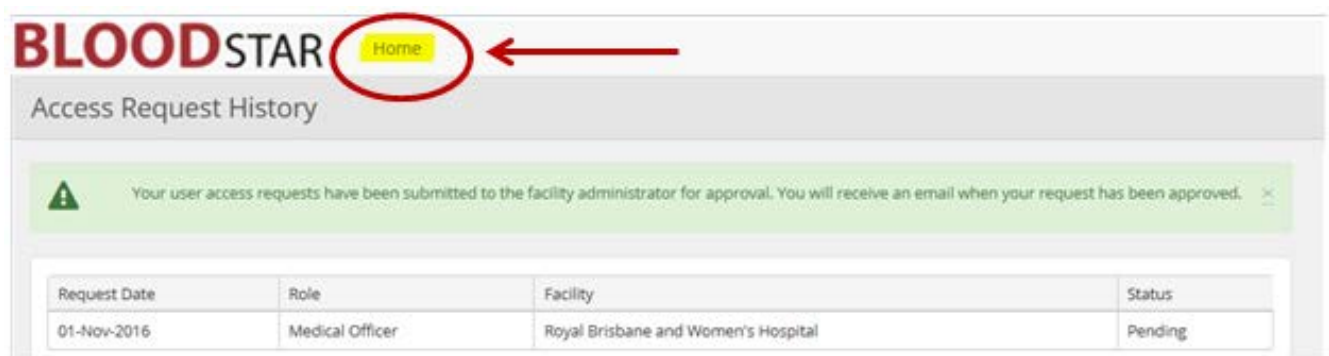 BLOODSTAR Home
Access Request History
Your user access requests have been submitted to the facility administrator for approval. You will receive an email when your request has been approved. ×
Request Date Role Facility Status
01-Nov-2016 Medical Officer Royal Brisbane and Women's Hospital Pending